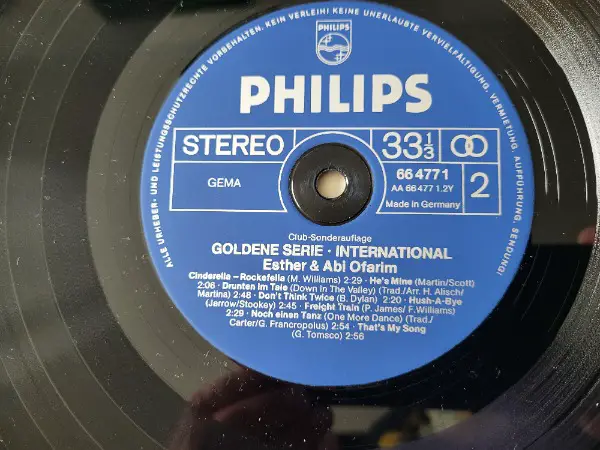 ALLE URHEBER- UND LEISTUNGSSCHUTZRECHTE VORBEHALTEN. KEIN VERLEIH! KEINE UNERLAUBTE VERVIELFÄLTIGUNG, VERMIETUNG, AUFFÜHRUNG, SENDUNG!
PHILIPS
PHILIPS
STEREO
33 1/3
GEMA
66 4771
AA 66 477 1.2Y
Made in Germany
2
Club-Sonderauflage
GOLDENE SERIE · INTERNATIONAL
Esther & Abi Ofarim
Cinderella – Rockefella (M. Williams) 2:29 · He's Mine (Martin/Scott)
2:06 · Drunten im Tale (Down In The Valley) (Trad./Arr. H. Alisch/
Martina) 2:48 · Don't Think Twice (B. Dylan) 2:20 · Hush-A-Bye
(Jarrow/Stookey) 2:45 · Freight Train (P. James/ F. Williams)
2:29 · Noch einen Tanz (One More Dance) (Trad./
Carter/G. Francropolus) 2:54 · That's My Song
(G. Tomsco) 2:56